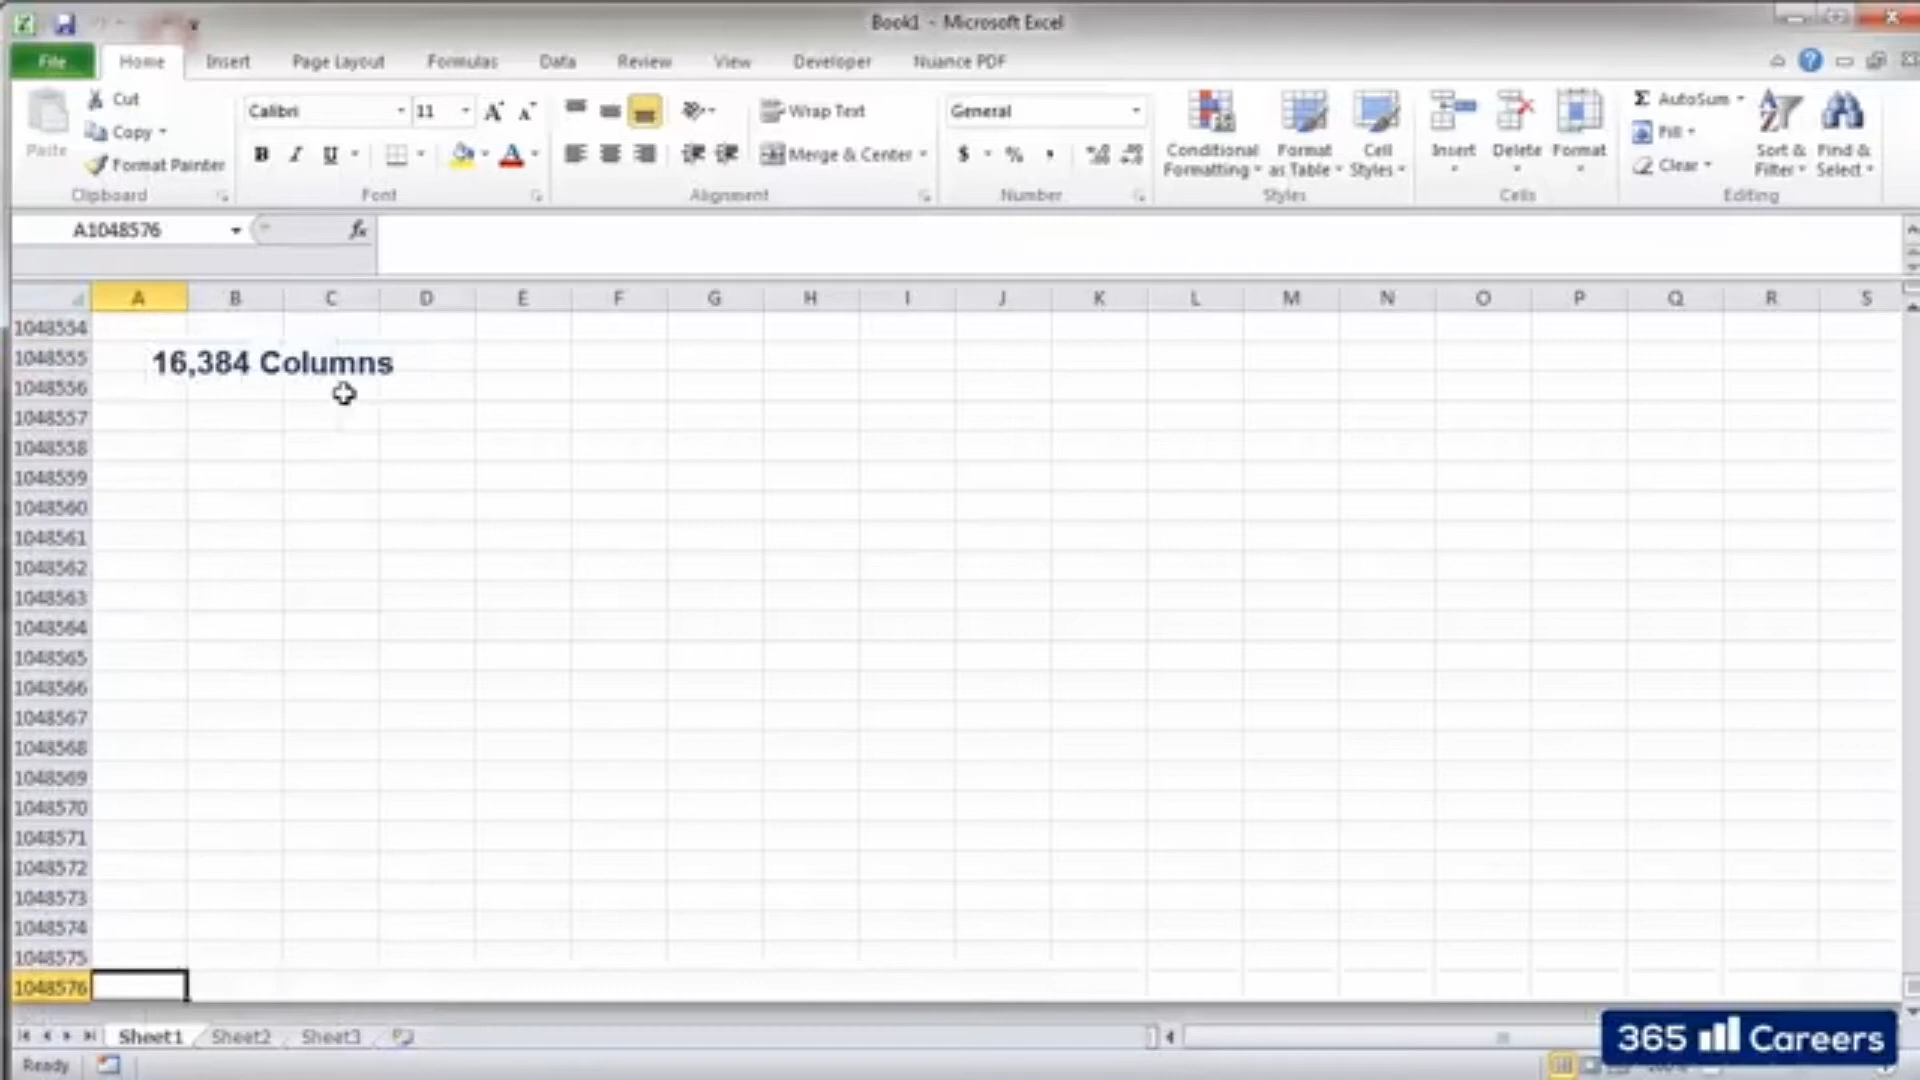 Book1 - Microsoft Excel
File Home Insert Page Layout Formulas Data Review View Developer Nuance PDF
Cut
Copy
Format Painter
Paste
Clipboard
Calibri 11
B I U
Font
Wrap Text
Merge & Center
Alignment
General
$ % ,
Number
Conditional Formatting
Format as Table
Cell Styles
Styles
Insert Delete Format
Cells
Σ AutoSum
Fill
Clear
Sort & Filter
Find & Select
Editing
A1048576 fx
A B C D E F G H I J K L M N O P Q R S
1048554
1048555
16,384 Columns
1048556
1048557
1048558
1048559
1048560
1048561
1048562
1048563
1048564
1048565
1048566
1048567
1048568
1048569
1048570
1048571
1048572
1048573
1048574
1048575
1048576
Sheet1 Sheet2 Sheet3
365 Careers
Ready